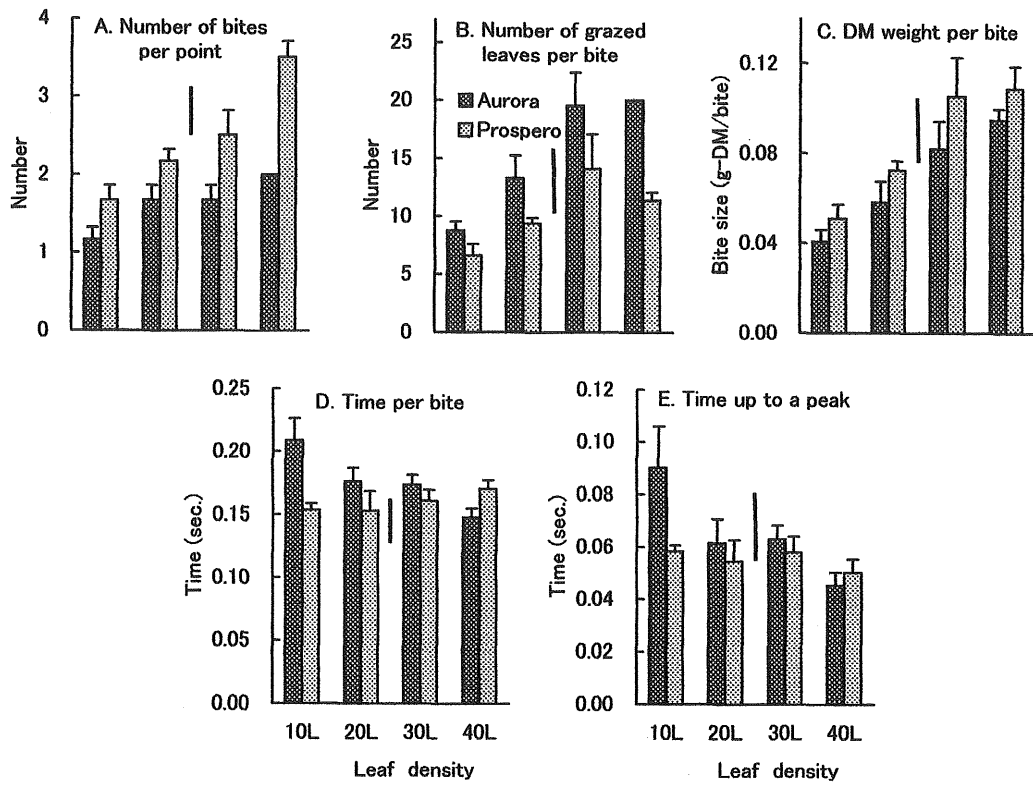 A. Number of bites
per point
Number
4
3
2
1
0
B. Number of grazed
leaves per bite
Aurora
Prospero
Number
25
20
15
10
5
0
C. DM weight per bite
Bite size (g-DM/bite)
0.12
0.08
0.04
0.00
D. Time per bite
Time (sec.)
0.25
0.20
0.15
0.10
0.05
0.00
10L 20L 30L 40L
Leaf density
E. Time up to a peak
Time (sec.)
0.12
0.10
0.08
0.06
0.04
0.02
0.00
10L 20L 30L 40L
Leaf density